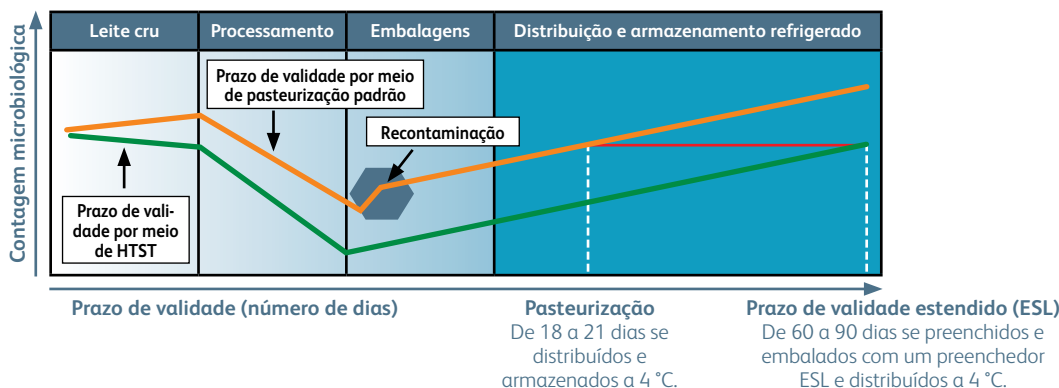 Leite cru
Processamento
Embalagens
Distribuição e armazenamento refrigerado
Contagem microbiológica
Prazo de validade por meio
de pasteurização padrão
Recontaminação
Prazo de vali-
dade por meio
de HTST
Prazo de validade (número de dias)
Pasteurização
De 18 a 21 dias se
distribuídos e
armazenados a 4 °C.
Prazo de validade estendido (ESL)
De 60 a 90 dias se preenchidos e
embalados com um preenchedor
ESL e distribuídos a 4 °C.